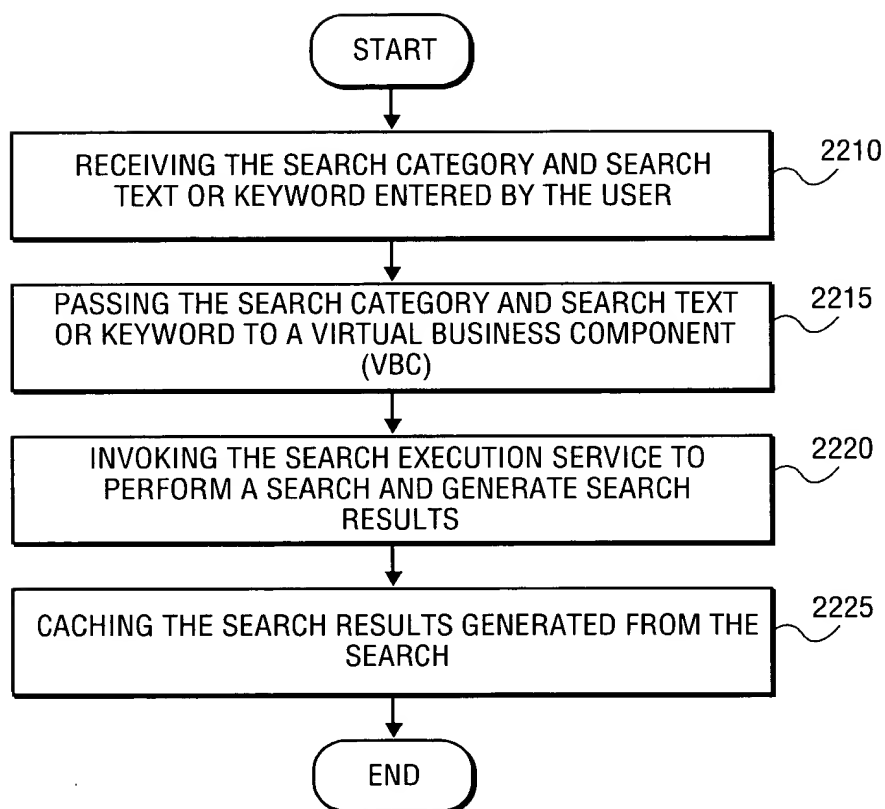 START
RECEIVING THE SEARCH CATEGORY AND SEARCH
TEXT OR KEYWORD ENTERED BY THE USER
2210
PASSING THE SEARCH CATEGORY AND SEARCH TEXT
OR KEYWORD TO A VIRTUAL BUSINESS COMPONENT
(VBC)
2215
INVOKING THE SEARCH EXECUTION SERVICE TO
PERFORM A SEARCH AND GENERATE SEARCH
RESULTS
2220
CACHING THE SEARCH RESULTS GENERATED FROM THE
SEARCH
2225
END